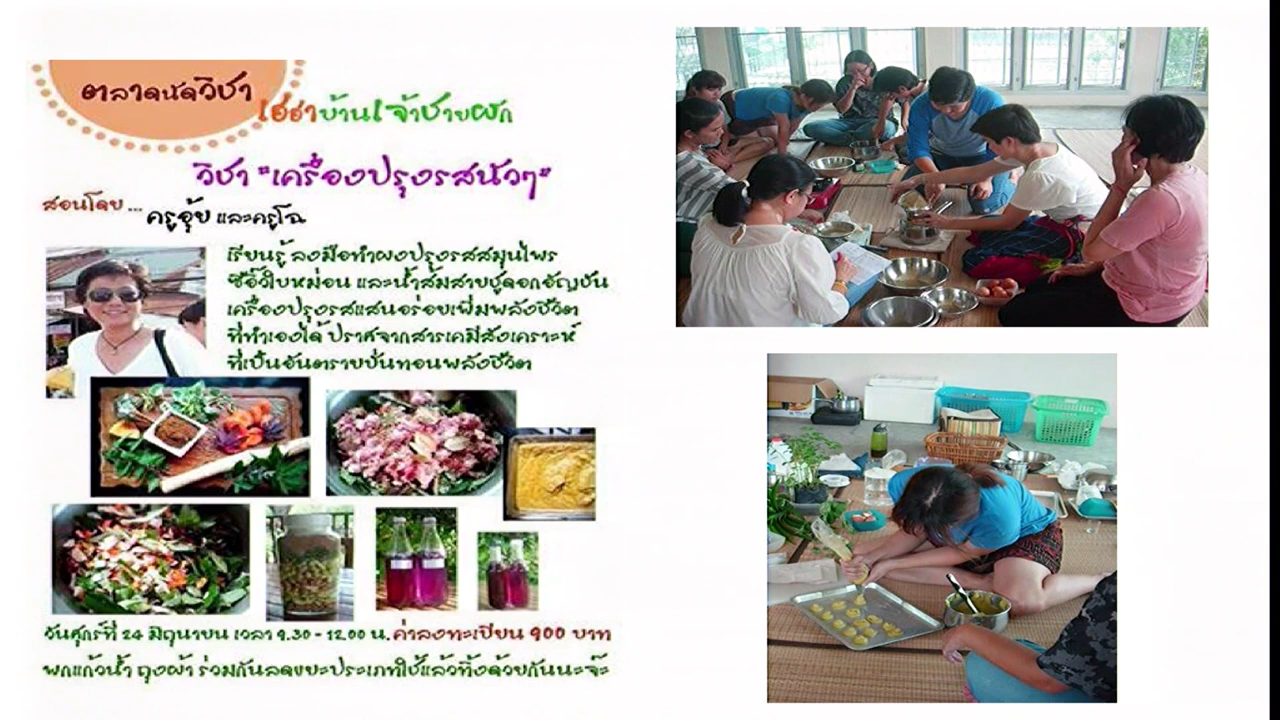 ตลาดนัดวิชา
เฮฮาบ้านเจ้าชายผัก
วิชา "เครื่องปรุงรสนัวๆ"
สอนโดย ... ครูอุ้ย และครูโฉ
เรียนรู้ ลงมือทำผงปรุงรสสมุนไพร
ซีอิ๊วใบหม่อน และน้ำส้มสายชูดอกอัญชัน
เครื่องปรุงรสแสนอร่อยเพิ่มพลังชีวิต
ที่ทำเองได้ ปราศจากสารเคมีสังเคราะห์
ที่เป็นอันตรายบั่นทอนพลังชีวิต
วันศุกร์ที่ 24 มิถุนายน เวลา 9.30 - 12.00 น. ค่าลงทะเบียน 900 บาท
พกแก้วน้ำ ถุงผ้า ร่วมกันลดขยะประเภทใช้แล้วทิ้งด้วยกันนะจ๊ะ